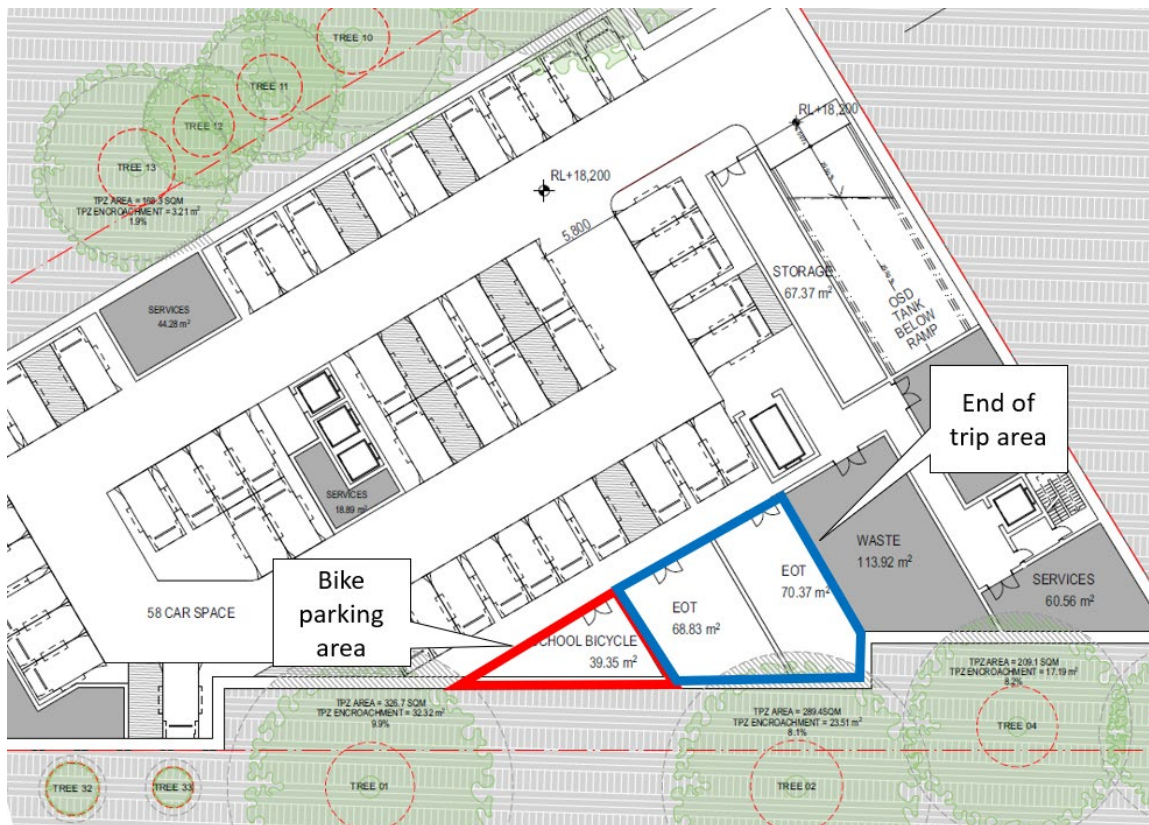 TREE 10
TREE 11
TREE 12
TREE 13
TPZ AREA = 168.3 SQM
TPZ ENCROACHMENT = 3.21 m²
1.9%
RL+18,200
RL+18,200
5,800
SERVICES
44.28 m²
STORAGE
67.37 m²
OSD
TANK
BELOW
RAMP
End of
trip area
SERVICES
18.89 m²
WASTE
113.92 m²
EOT
70.37 m²
SERVICES
60.56 m²
Bike
parking
area
58 CAR SPACE
EOT
68.83 m²
CHOOL BICYCLE
39.35 m²
TPZ AREA = 326.7 SQM
TPZ ENCROACHMENT = 32.32 m²
9.9%
TPZ AREA = 289.4SQM
TPZ ENCROACHMENT = 23.51 m²
8.1%
TPZ AREA = 209.1 SQM
TPZ ENCROACHMENT = 17.19 m²
8.2%
TREE 04
TREE 32
TREE 33
TREE 01
TREE 02